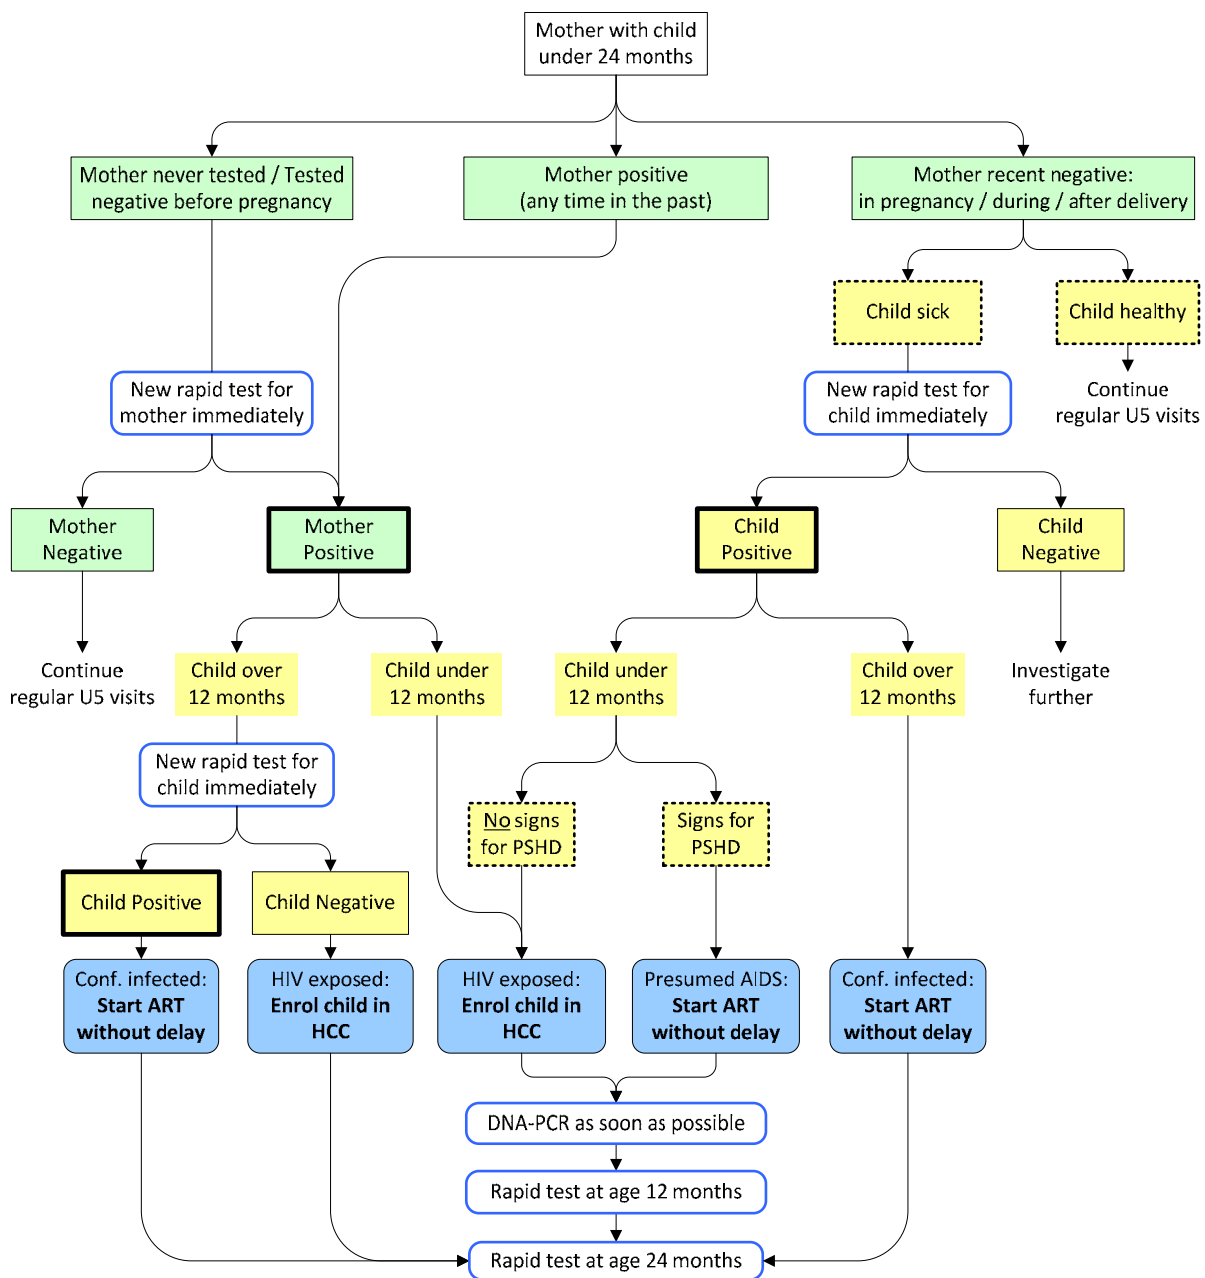 Mother with child
under 24 months
Mother never tested / Tested
negative before pregnancy
Mother positive
(any time in the past)
Mother recent negative:
in pregnancy / during / after delivery
Child sick
Child healthy
New rapid test for
mother immediately
New rapid test for
child immediately
Continue
regular U5 visits
Mother
Negative
Mother
Positive
Child
Positive
Child
Negative
Continue
regular U5 visits
Child over
12 months
Child under
12 months
Child under
12 months
Child over
12 months
Investigate
further
New rapid test for
child immediately
No signs
for PSHD
Signs for
PSHD
Child Positive
Child Negative
Conf. infected:
Start ART
without delay
HIV exposed:
Enrol child in
HCC
HIV exposed:
Enrol child in
HCC
Presumed AIDS:
Start ART
without delay
Conf. infected:
Start ART
without delay
DNA-PCR as soon as possible
Rapid test at age 12 months
Rapid test at age 24 months